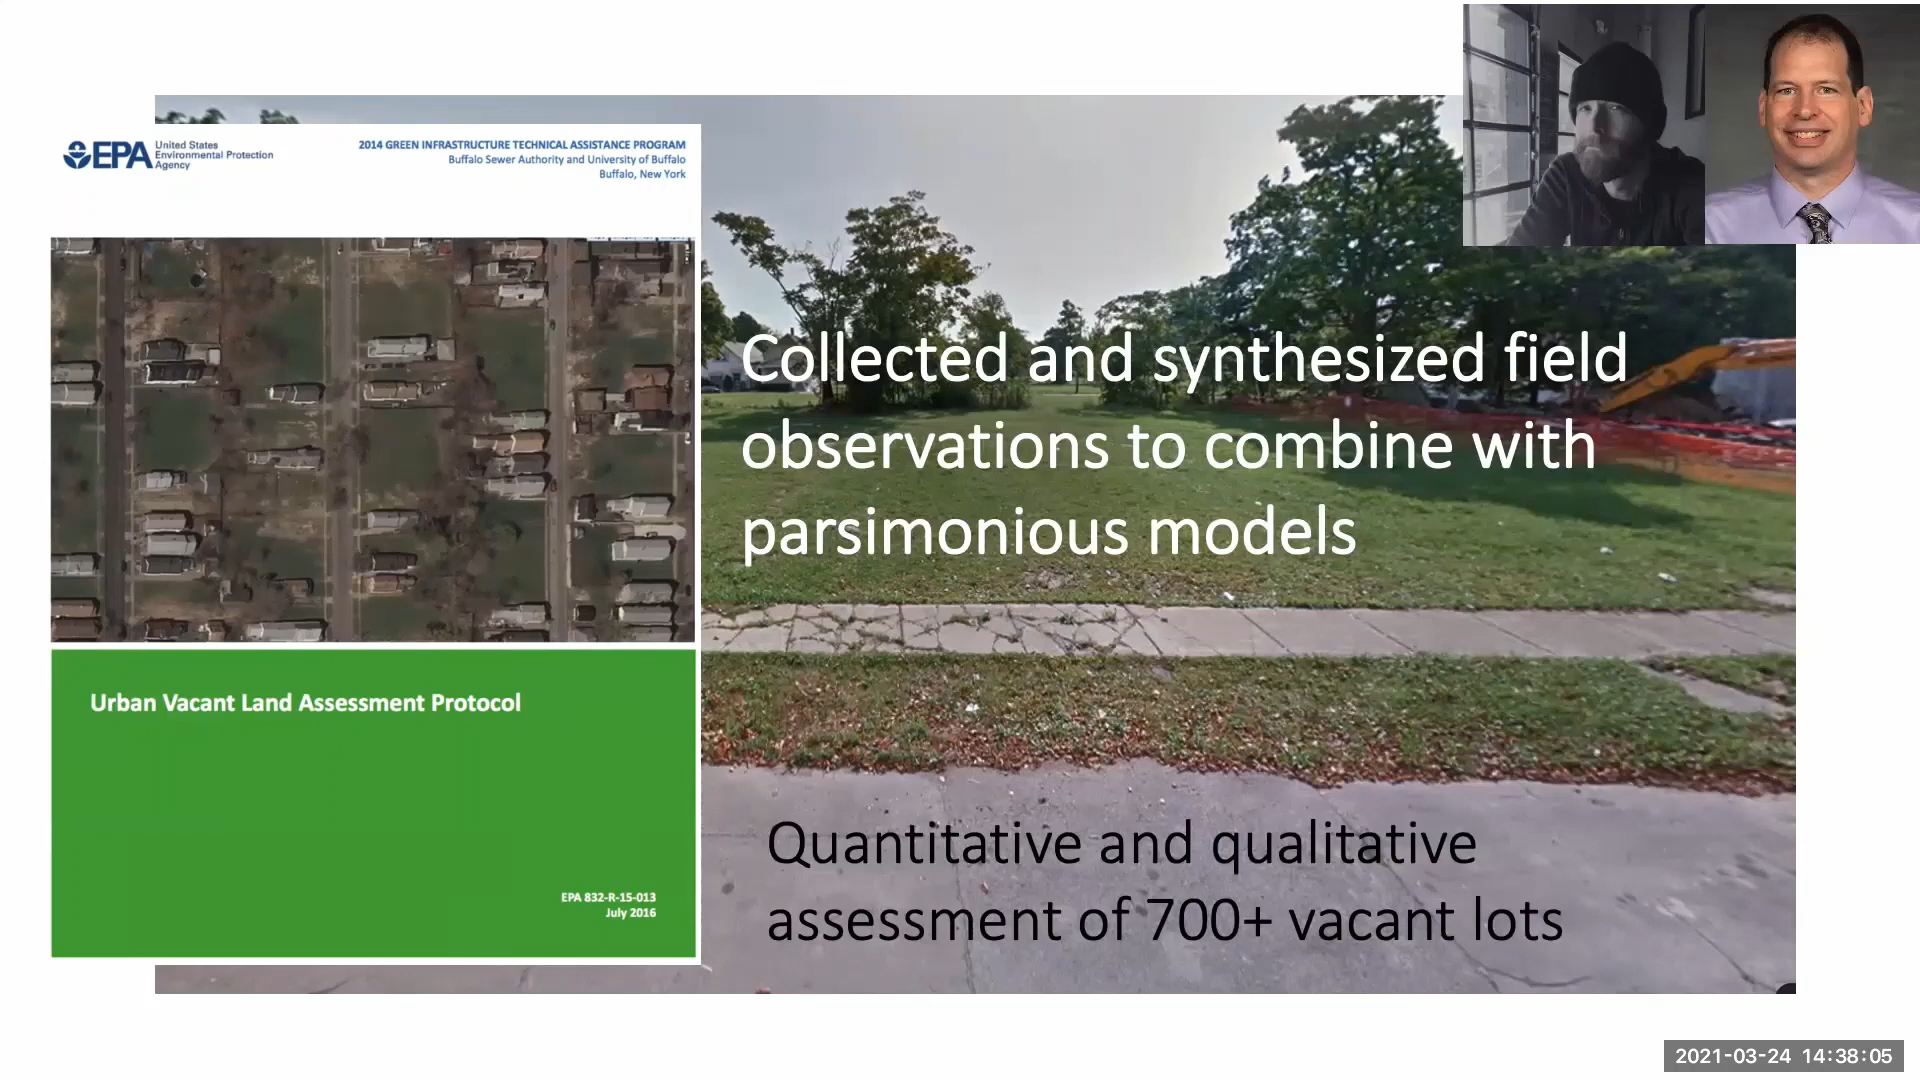 EPA United States
Environmental Protection
Agency
2014 GREEN INFRASTRUCTURE TECHNICAL ASSISTANCE PROGRAM
Buffalo Sewer Authority and University of Buffalo
Buffalo, New York
Urban Vacant Land Assessment Protocol
EPA 832-R-15-013
July 2016
Collected and synthesized field
observations to combine with
parsimonious models
Quantitative and qualitative
assessment of 700+ vacant lots
2021-03-24 14:38:05